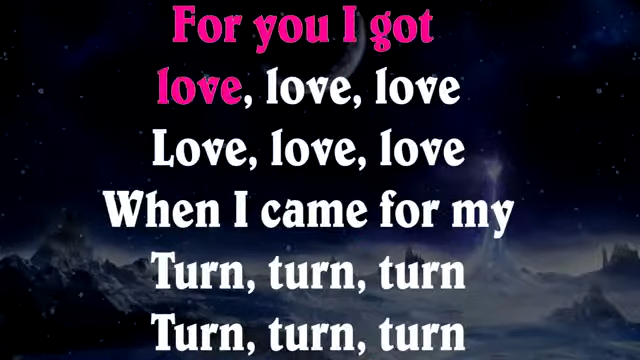 For you I got
love, love, love
Love, love, love
When I came for my
Turn, turn, turn
Turn, turn, turn